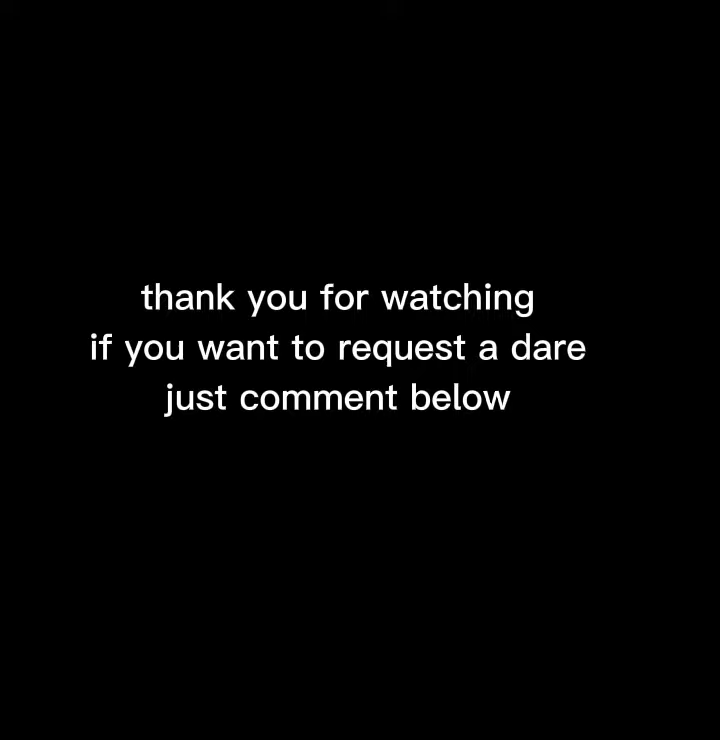 thank you for watching
if you want to request a dare
just comment below